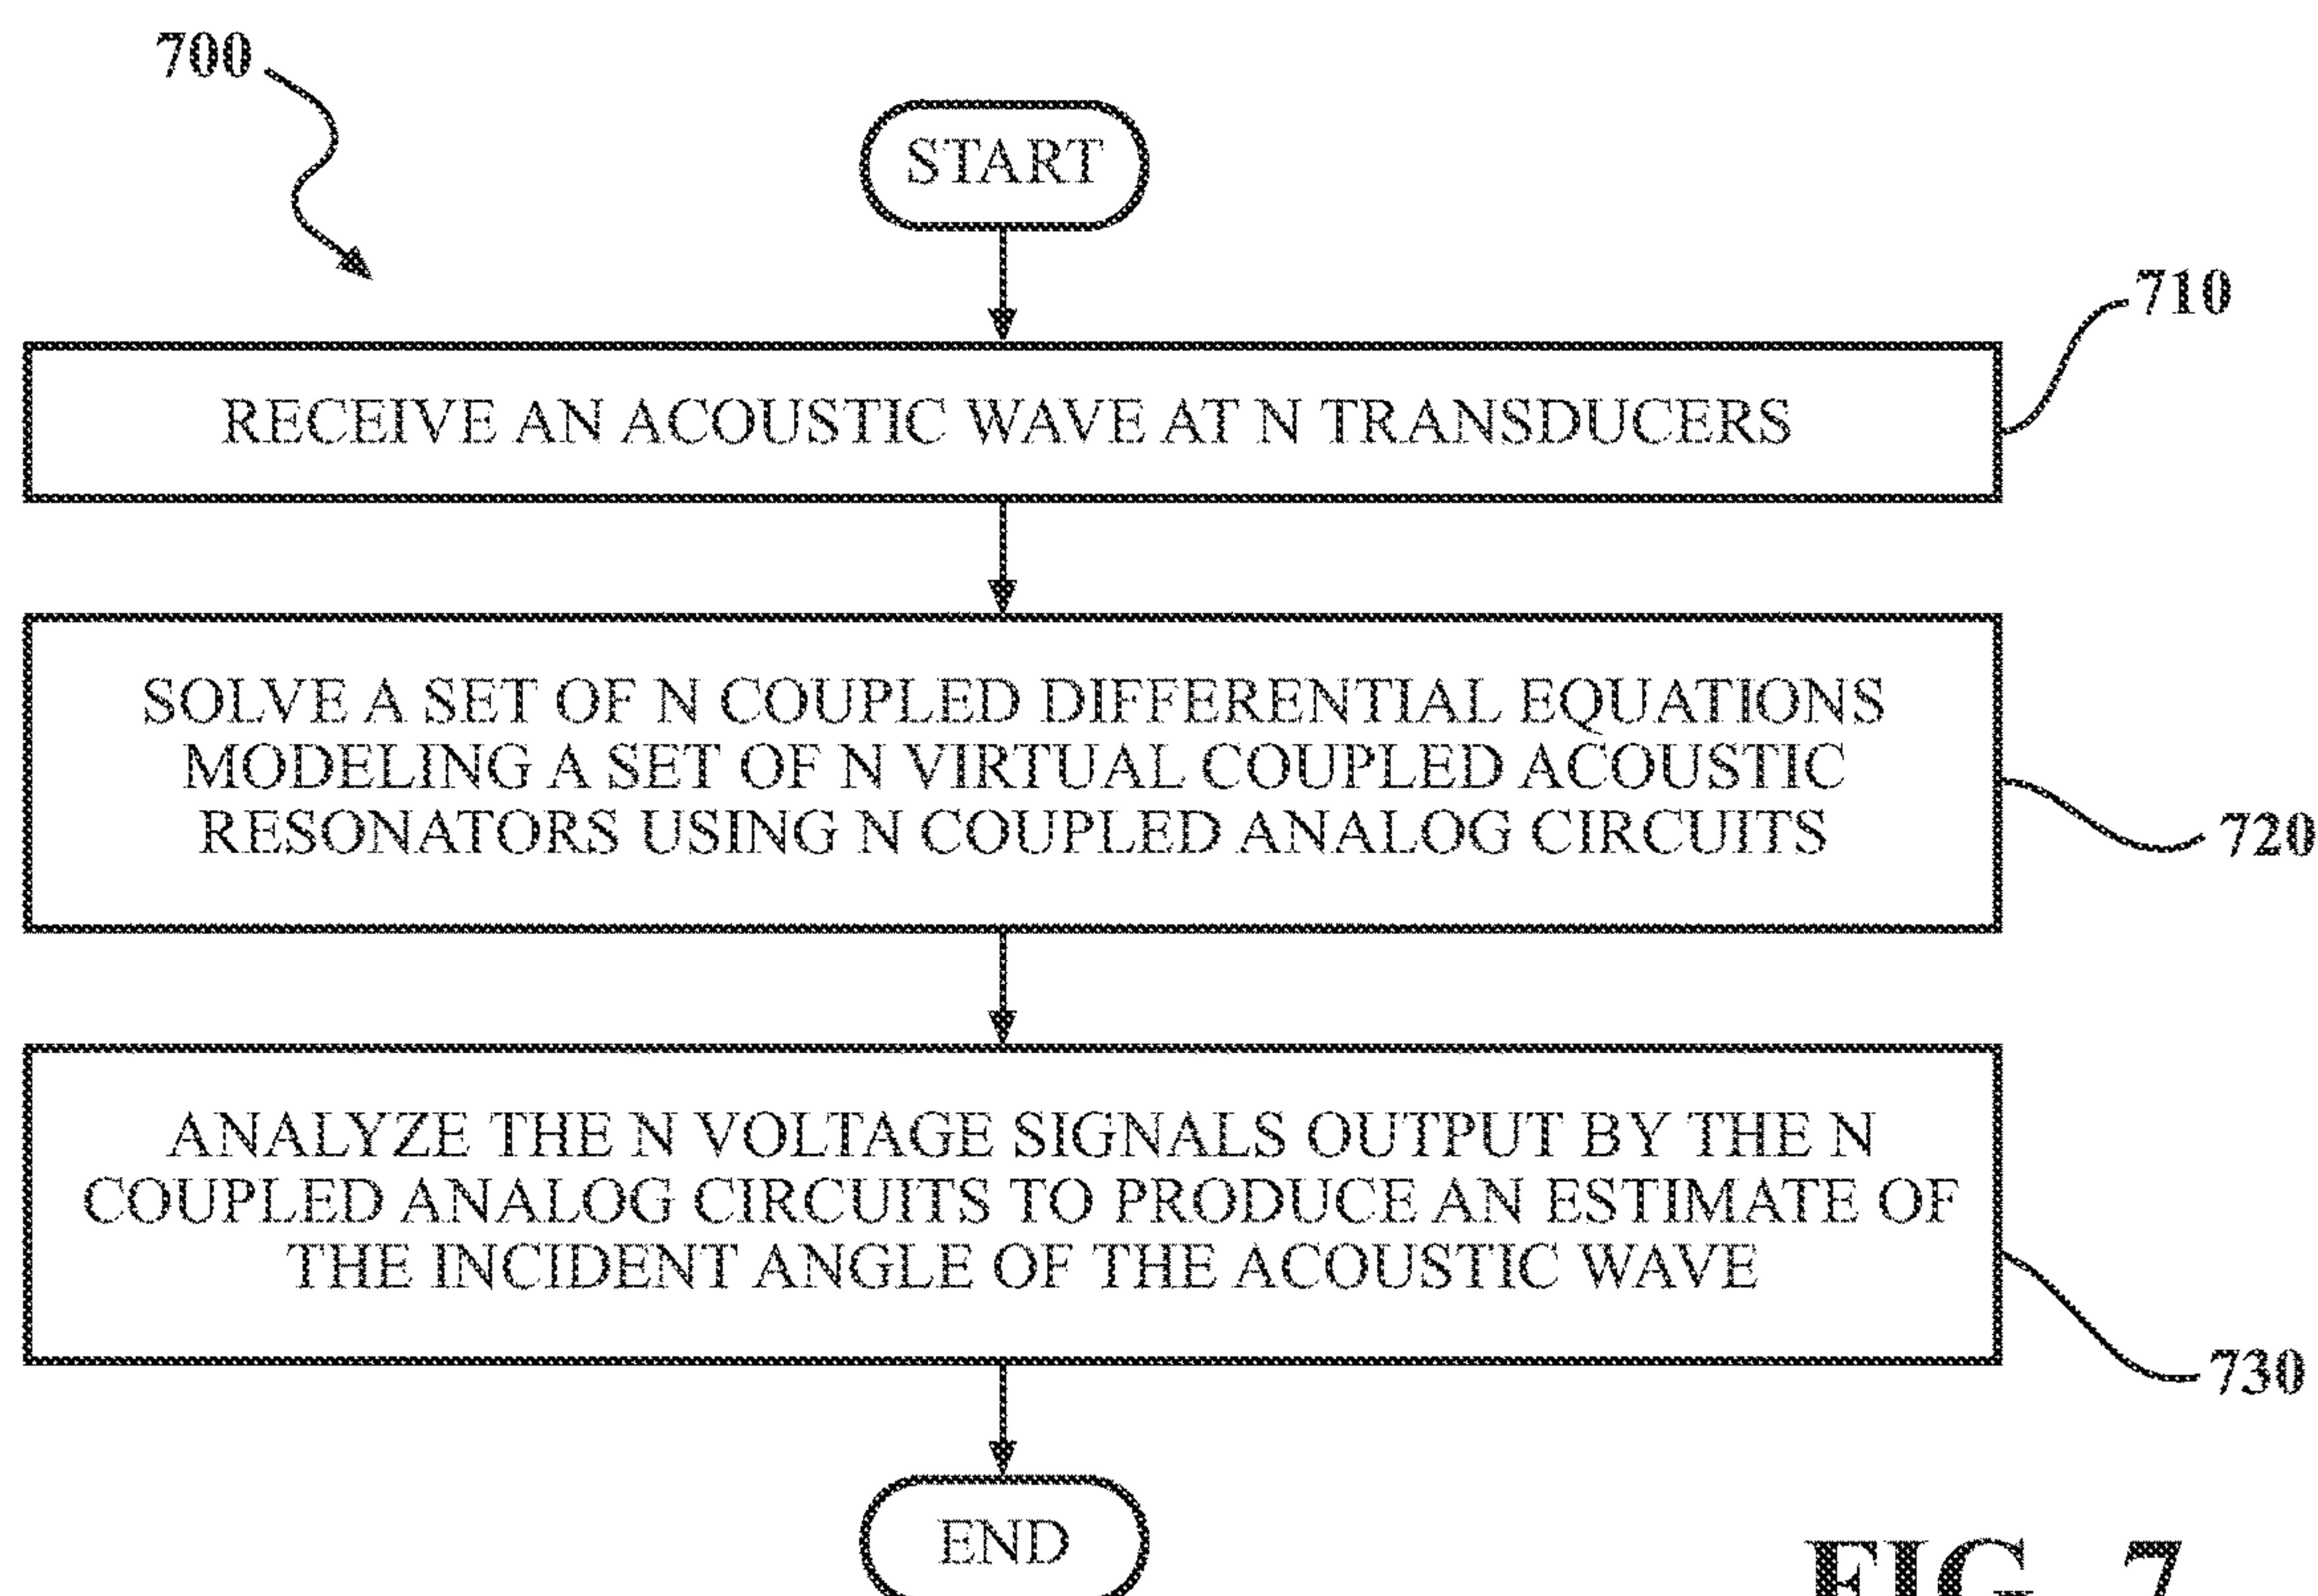 700
START
710
RECEIVE AN ACOUSTIC WAVE AT N TRANSDUCERS
SOLVE A SET OF N COUPLED DIFFERENTIAL EQUATIONS
MODELING A SET OF N VIRTUAL COUPLED ACOUSTIC
RESONATORS USING N COUPLED ANALOG CIRCUITS
720
ANALYZE THE N VOLTAGE SIGNALS OUTPUT BY THE N
COUPLED ANALOG CIRCUITS TO PRODUCE AN ESTIMATE OF
THE INCIDENT ANGLE OF THE ACOUSTIC WAVE
730
END
FIG. 7